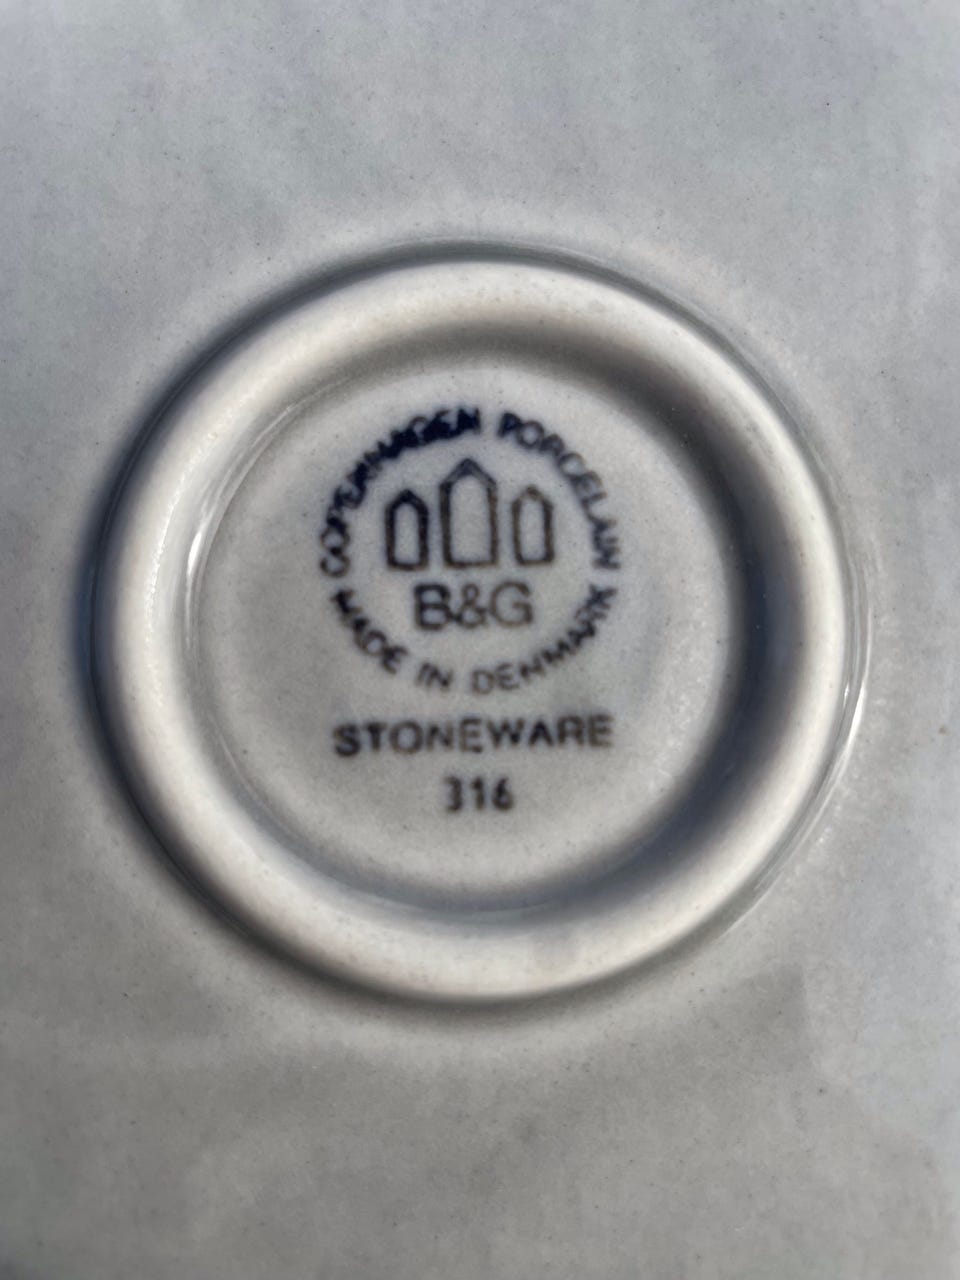 COPENHAGEN PORCELAIN
B&G
MADE IN DENMARK
STONEWARE
316